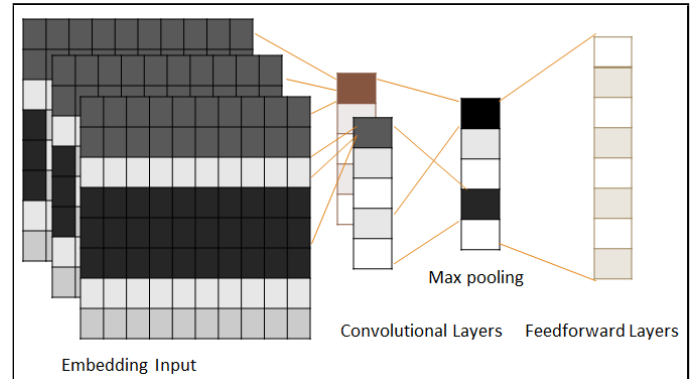 Max pooling
Convolutional Layers
Feedforward Layers
Embedding Input